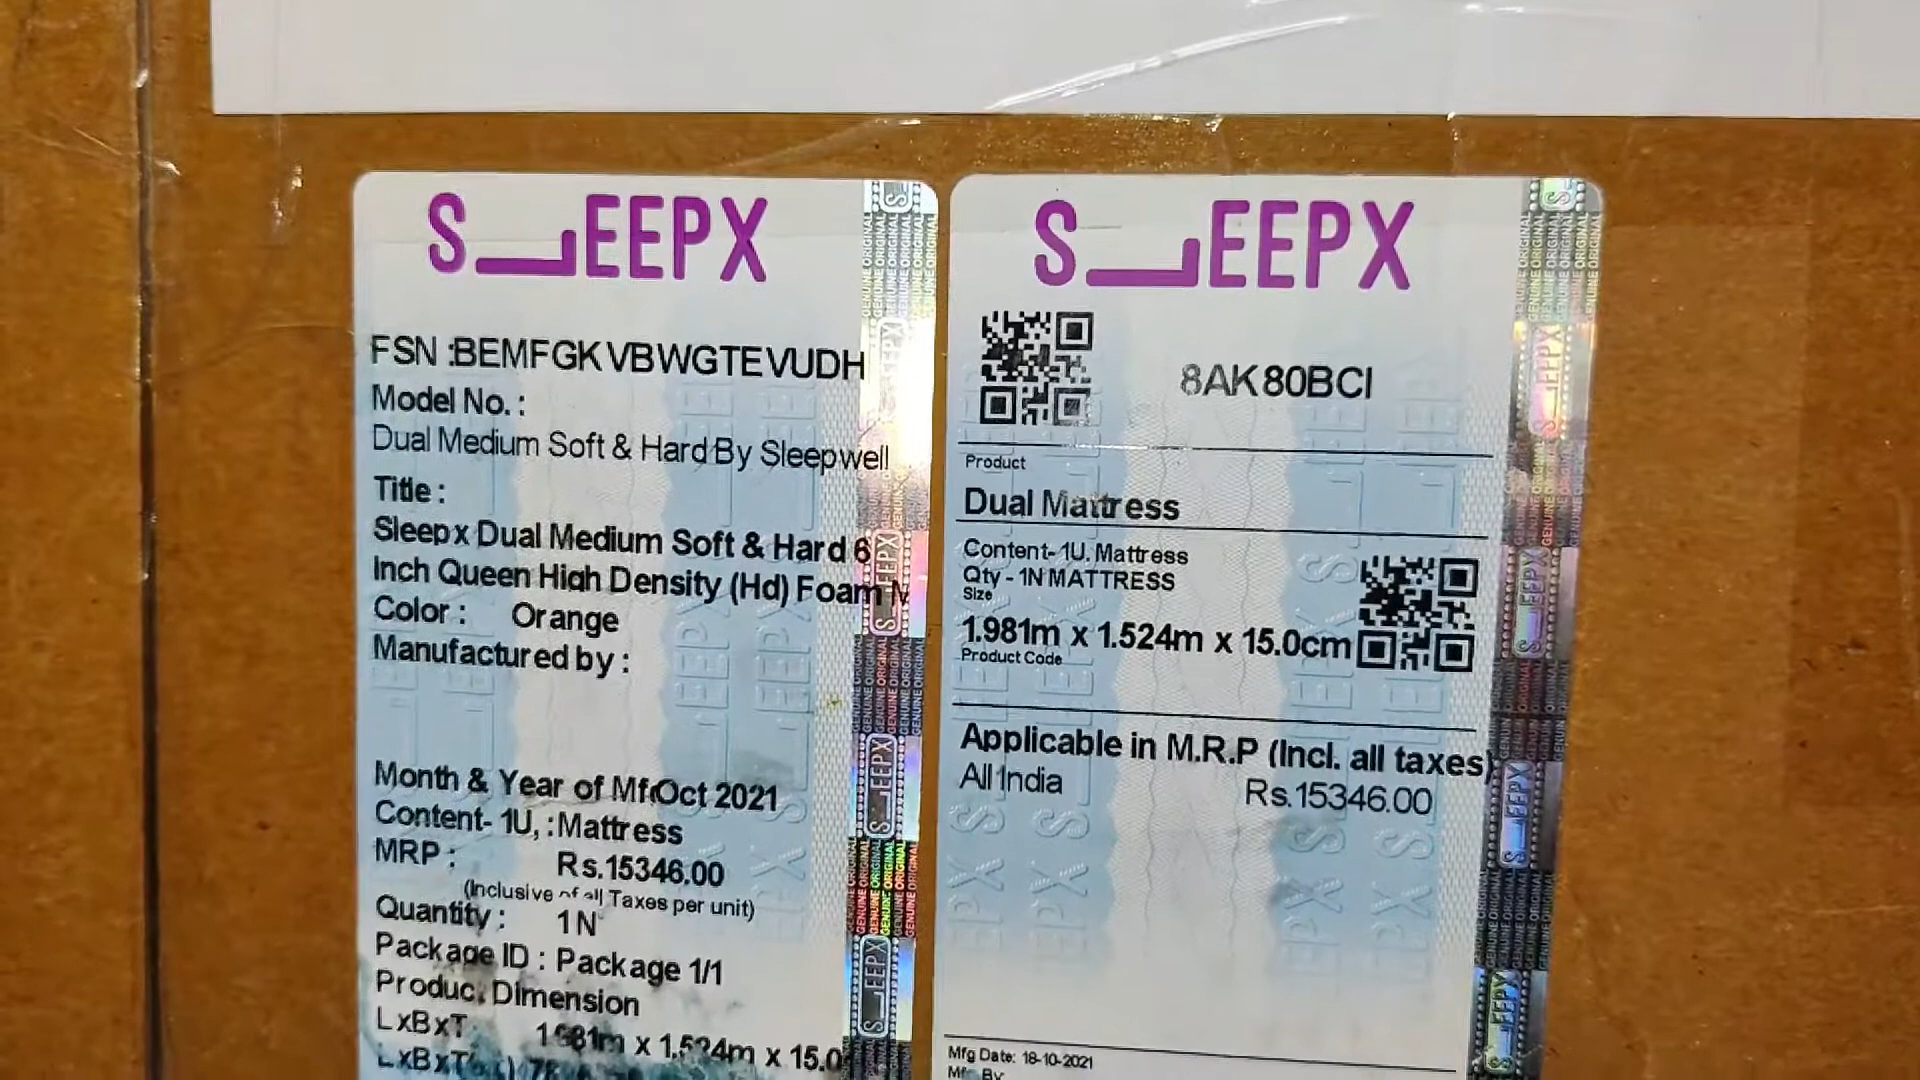 SLEEPX
FSN :BEMFGKVBWGTEVUDH
Model No. :
Dual Medium Soft & Hard By Sleepwell
Title :
Sleepx Dual Medium Soft & Hard 6
Inch Queen High Density (Hd) Foam M
Color : Orange
Manufactured by :
Month & Year of Mfr Oct 2021
Content- 1U, : Mattress
MRP : Rs.15346.00
(Inclusive of all Taxes per unit)
Quantity : 1N
Package ID : Package 1/1
Product Dimension
LxBxT 1.981m x 1.524m x 15.0
LxBxT
SLEEPX
8AK80BCI
Product
Dual Mattress
Content- 1U. Mattress
Qty - 1N MATTRESS
Size
1.981m x 1.524m x 15.0cm
Product Code
Applicable in M.R.P (Incl. all taxes)
All India Rs.15346.00
Mfg Date: 18-10-2021
Mfg By
GENUINE ORIGINAL
SLEEPX